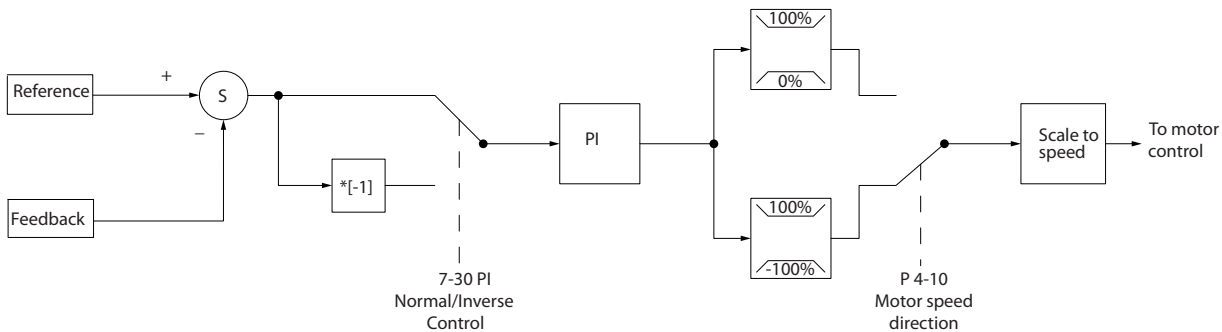 Reference
+
S
−
Feedback
*[-1]
7-30 PI
Normal/Inverse
Control
PI
100%
0%
100%
-100%
P 4-10
Motor speed
direction
Scale to
speed
To motor
control